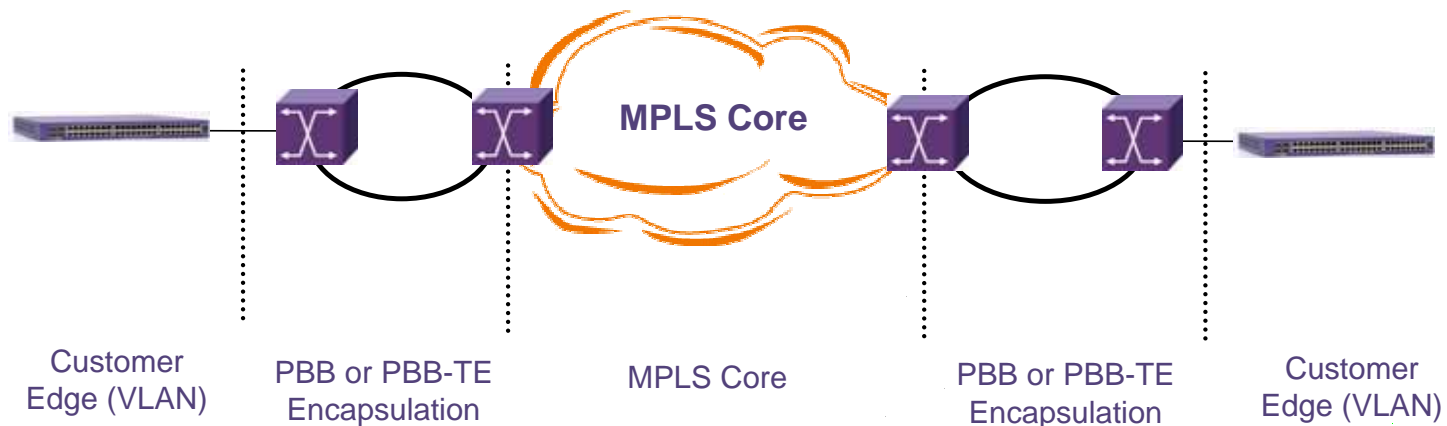 MPLS Core
Customer
Edge (VLAN)
PBB or PBB-TE
Encapsulation
MPLS Core
PBB or PBB-TE
Encapsulation
Customer
Edge (VLAN)